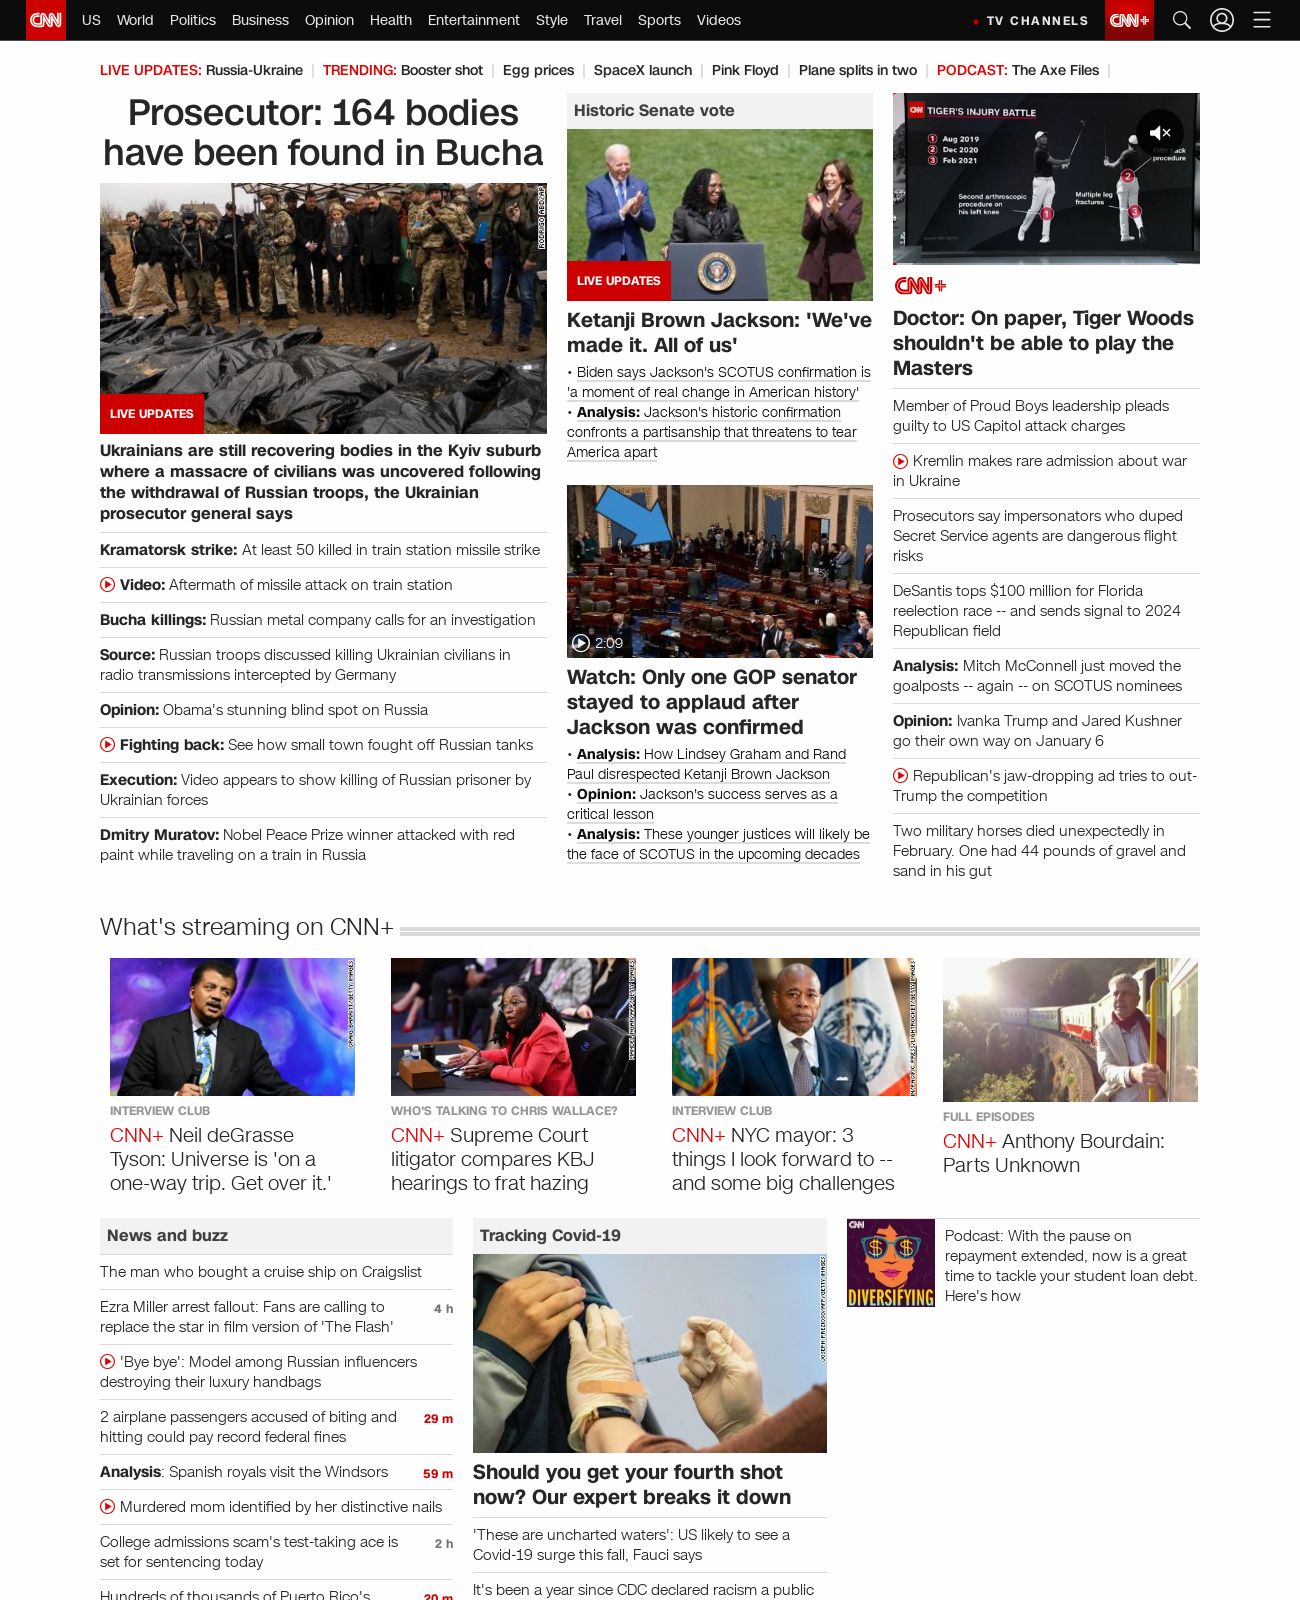 CNN US World Politics Business Opinion Health Entertainment Style Travel Sports Videos TV CHANNELS CNN+
LIVE UPDATES: Russia-Ukraine TRENDING: Booster shot Egg prices SpaceX launch Pink Floyd Plane splits in two PODCAST: The Axe Files
Prosecutor: 164 bodies
have been found in Bucha
RODRIGO ABD/AP
LIVE UPDATES
Ukrainians are still recovering bodies in the Kyiv suburb
where a massacre of civilians was uncovered following
the withdrawal of Russian troops, the Ukrainian
prosecutor general says
Kramatorsk strike: At least 50 killed in train station missile strike
Video: Aftermath of missile attack on train station
Bucha killings: Russian metal company calls for an investigation
Source: Russian troops discussed killing Ukrainian civilians in
radio transmissions intercepted by Germany
Opinion: Obama's stunning blind spot on Russia
Fighting back: See how small town fought off Russian tanks
Execution: Video appears to show killing of Russian prisoner by
Ukrainian forces
Dmitry Muratov: Nobel Peace Prize winner attacked with red
paint while traveling on a train in Russia
Historic Senate vote
LIVE UPDATES
Ketanji Brown Jackson: 'We've
made it. All of us'
• Biden says Jackson's SCOTUS confirmation is
'a moment of real change in American history'
• Analysis: Jackson's historic confirmation
confronts a partisanship that threatens to tear
America apart
2:09
Watch: Only one GOP senator
stayed to applaud after
Jackson was confirmed
• Analysis: How Lindsey Graham and Rand
Paul disrespected Ketanji Brown Jackson
• Opinion: Jackson's success serves as a
critical lesson
• Analysis: These younger justices will likely be
the face of SCOTUS in the upcoming decades
CNN TIGER'S INJURY BATTLE
1 Aug 2019
2 Dec 2020
3 Feb 2021
Second arthroscopic
procedure on
his left knee
Multiple leg
fractures
Fifth back
procedure
1
2
3
CNN+
Doctor: On paper, Tiger Woods
shouldn't be able to play the
Masters
Member of Proud Boys leadership pleads
guilty to US Capitol attack charges
Kremlin makes rare admission about war
in Ukraine
Prosecutors say impersonators who duped
Secret Service agents are dangerous flight
risks
DeSantis tops $100 million for Florida
reelection race -- and sends signal to 2024
Republican field
Analysis: Mitch McConnell just moved the
goalposts -- again -- on SCOTUS nominees
Opinion: Ivanka Trump and Jared Kushner
go their own way on January 6
Republican's jaw-dropping ad tries to out-
Trump the competition
Two military horses died unexpectedly in
February. One had 44 pounds of gravel and
sand in his gut
What's streaming on CNN+
INTERVIEW CLUB
CNN+ Neil deGrasse
Tyson: Universe is 'on a
one-way trip. Get over it.'
WHO'S TALKING TO CHRIS WALLACE?
CNN+ Supreme Court
litigator compares KBJ
hearings to frat hazing
INTERVIEW CLUB
CNN+ NYC mayor: 3
things I look forward to --
and some big challenges
FULL EPISODES
CNN+ Anthony Bourdain:
Parts Unknown
News and buzz
The man who bought a cruise ship on Craigslist
Ezra Miller arrest fallout: Fans are calling to 4 h
replace the star in film version of 'The Flash'
'Bye bye': Model among Russian influencers
destroying their luxury handbags
2 airplane passengers accused of biting and 29 m
hitting could pay record federal fines
Analysis: Spanish royals visit the Windsors 59 m
Murdered mom identified by her distinctive nails
College admissions scam's test-taking ace is 2 h
set for sentencing today
Hundreds of thousands of Puerto Rico's 20 m
Tracking Covid-19
JOSEPH PREZIOSO/AFP/GETTY IMAGES
Should you get your fourth shot
now? Our expert breaks it down
'These are uncharted waters': US likely to see a
Covid-19 surge this fall, Fauci says
It's been a year since CDC declared racism a public
CNN
DIVERSIFYING
Podcast: With the pause on
repayment extended, now is a great
time to tackle your student loan debt.
Here's how